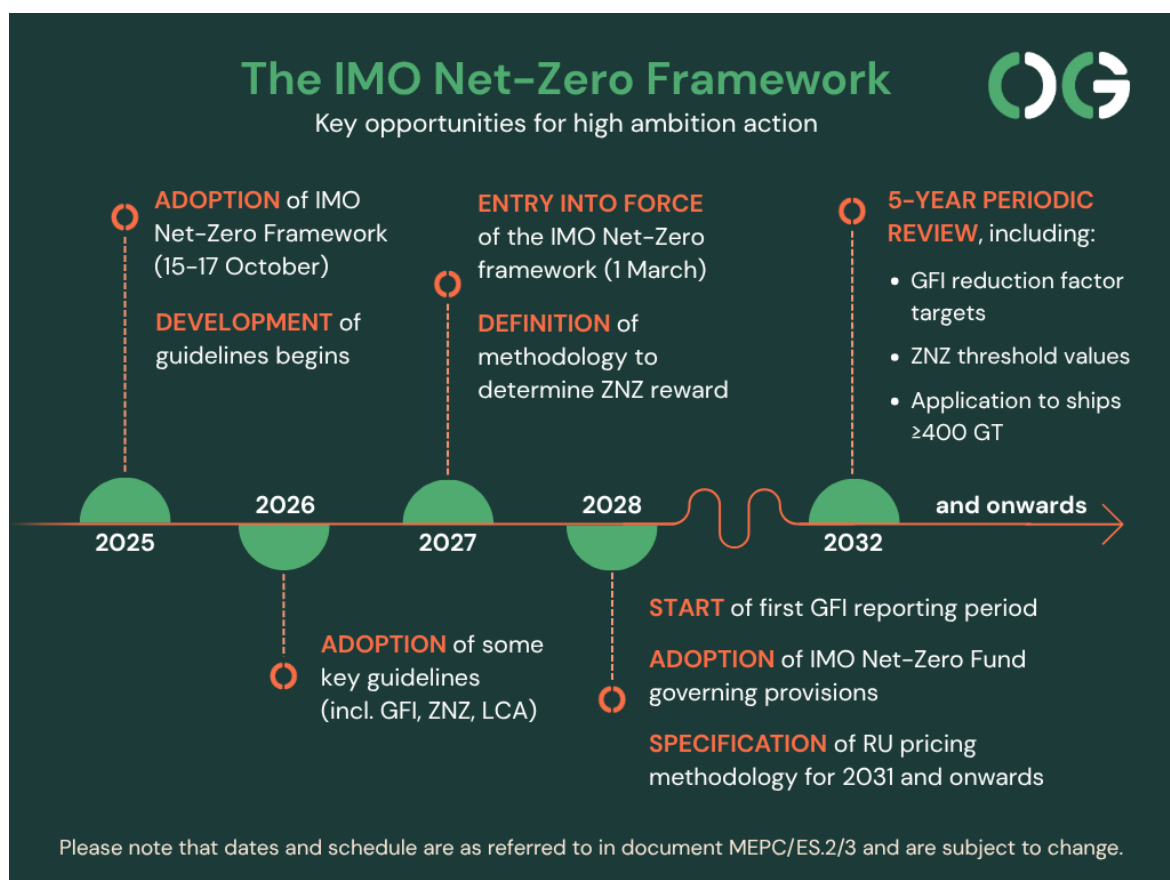 The IMO Net-Zero Framework
Key opportunities for high ambition action
OG
ADOPTION of IMO
Net-Zero Framework
(15-17 October)
DEVELOPMENT of
guidelines begins
ENTRY INTO FORCE
of the IMO Net-Zero
framework (1 March)
DEFINITION of
methodology to
determine ZNZ reward
5-YEAR PERIODIC
REVIEW, including:
• GFI reduction factor
targets
• ZNZ threshold values
• Application to ships
≥400 GT
2025
2026
2027
2028
2032
and onwards
ADOPTION of some
key guidelines
(incl. GFI, ZNZ, LCA)
START of first GFI reporting period
ADOPTION of IMO Net-Zero Fund
governing provisions
SPECIFICATION of RU pricing
methodology for 2031 and onwards
Please note that dates and schedule are as referred to in document MEPC/ES.2/3 and are subject to change.